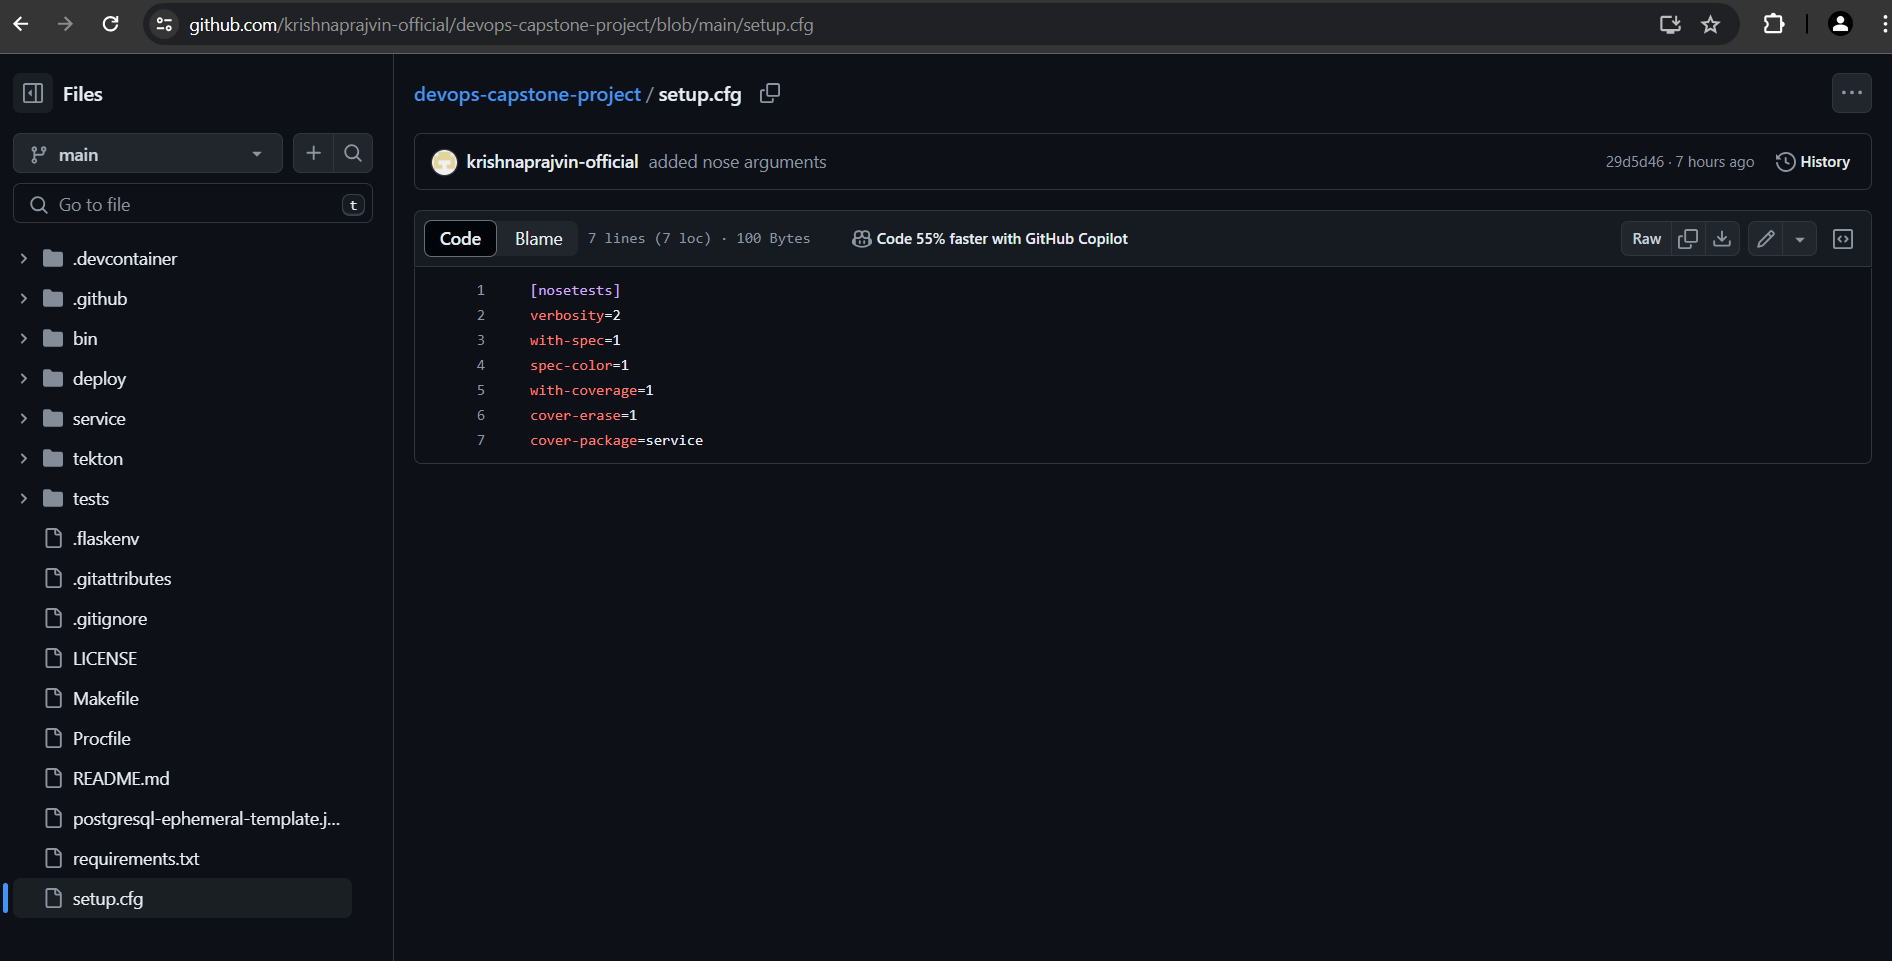 github.com/krishnaprajvin-official/devops-capstone-project/blob/main/setup.cfg
Files
main
Go to file
t
.devcontainer
.github
bin
deploy
service
tekton
tests
.flaskenv
.gitattributes
.gitignore
LICENSE
Makefile
Procfile
README.md
postgresql-ephemeral-template.j...
requirements.txt
setup.cfg
devops-capstone-project / setup.cfg
krishnaprajvin-official added nose arguments
29d5d46 · 7 hours ago
History
Code Blame 7 lines (7 loc) · 100 Bytes
Code 55% faster with GitHub Copilot
Raw
1 [nosetests]
2 verbosity=2
3 with-spec=1
4 spec-color=1
5 with-coverage=1
6 cover-erase=1
7 cover-package=service